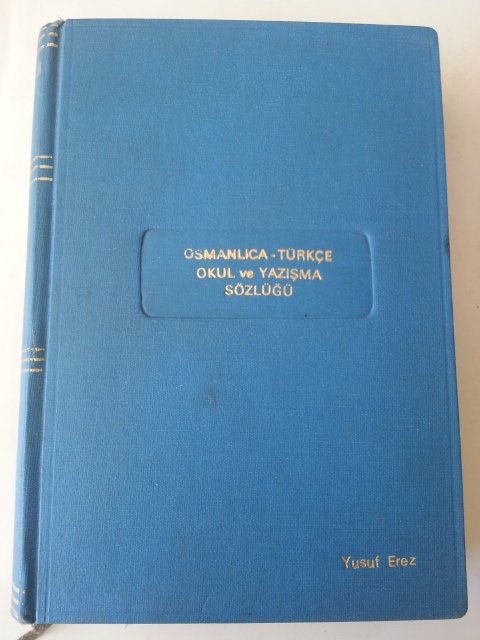 OSMANLICA - TÜRKÇE
OKUL ve YAZIŞMA
SÖZLÜĞÜ
Yusuf Erez